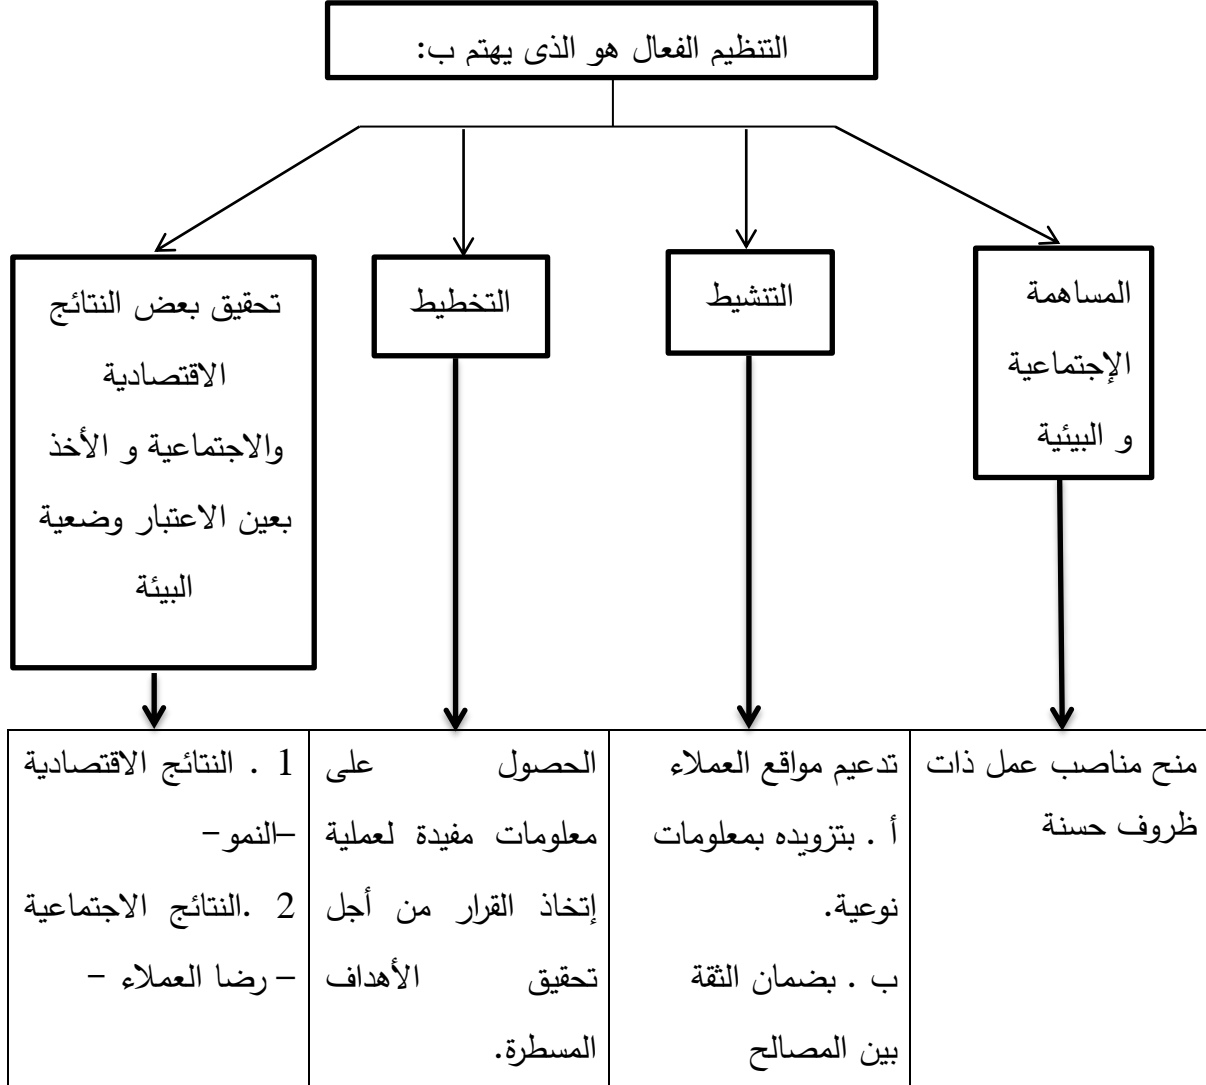 التنظيم الفعال هو الذى يهتم ب:
المساهمة
الإجتماعية
و البيئية
التنشيط
التخطيط
تحقيق بعض النتائج
الاقتصادية
والاجتماعية و الأخذ
بعين الاعتبار وضعية
البيئة
منح مناصب عمل ذات
ظروف حسنة
تدعيم مواقع العملاء
أ . بتزويده بمعلومات
نوعية.
ب . بضمان الثقة
بين المصالح
الحصول على
معلومات مفيدة لعملية
إتخاذ القرار من أجل
تحقيق الأهداف
المسطرة.
1 . النتائج الاقتصادية
–النمو–
2 .النتائج الاجتماعية
– رضا العملاء –